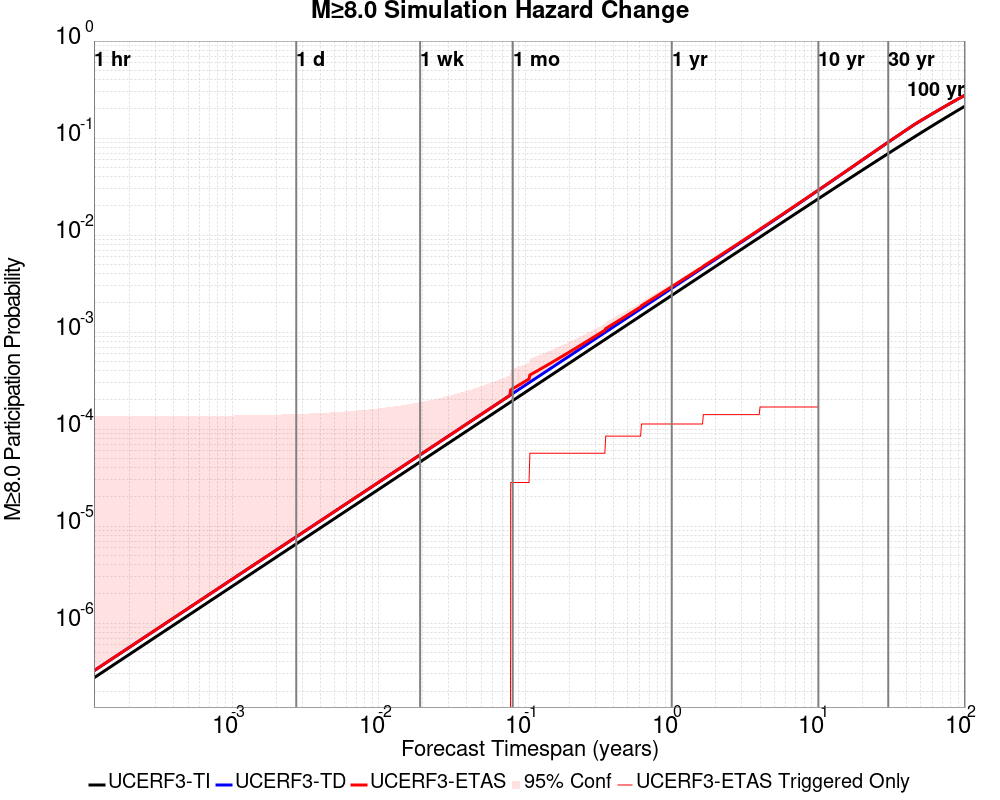 M≥8.0 Simulation Hazard Change
1 hr
1 d
1 wk
1 mo
1 yr
10 yr
30 yr
100 yr
M≥8.0 Participation Probability
10^0
10^-1
10^-2
10^-3
10^-4
10^-5
10^-6
10^-3
10^-2
10^-1
10^0
10^1
10^2
Forecast Timespan (years)
UCERF3-TI UCERF3-TD UCERF3-ETAS 95% Conf UCERF3-ETAS Triggered Only